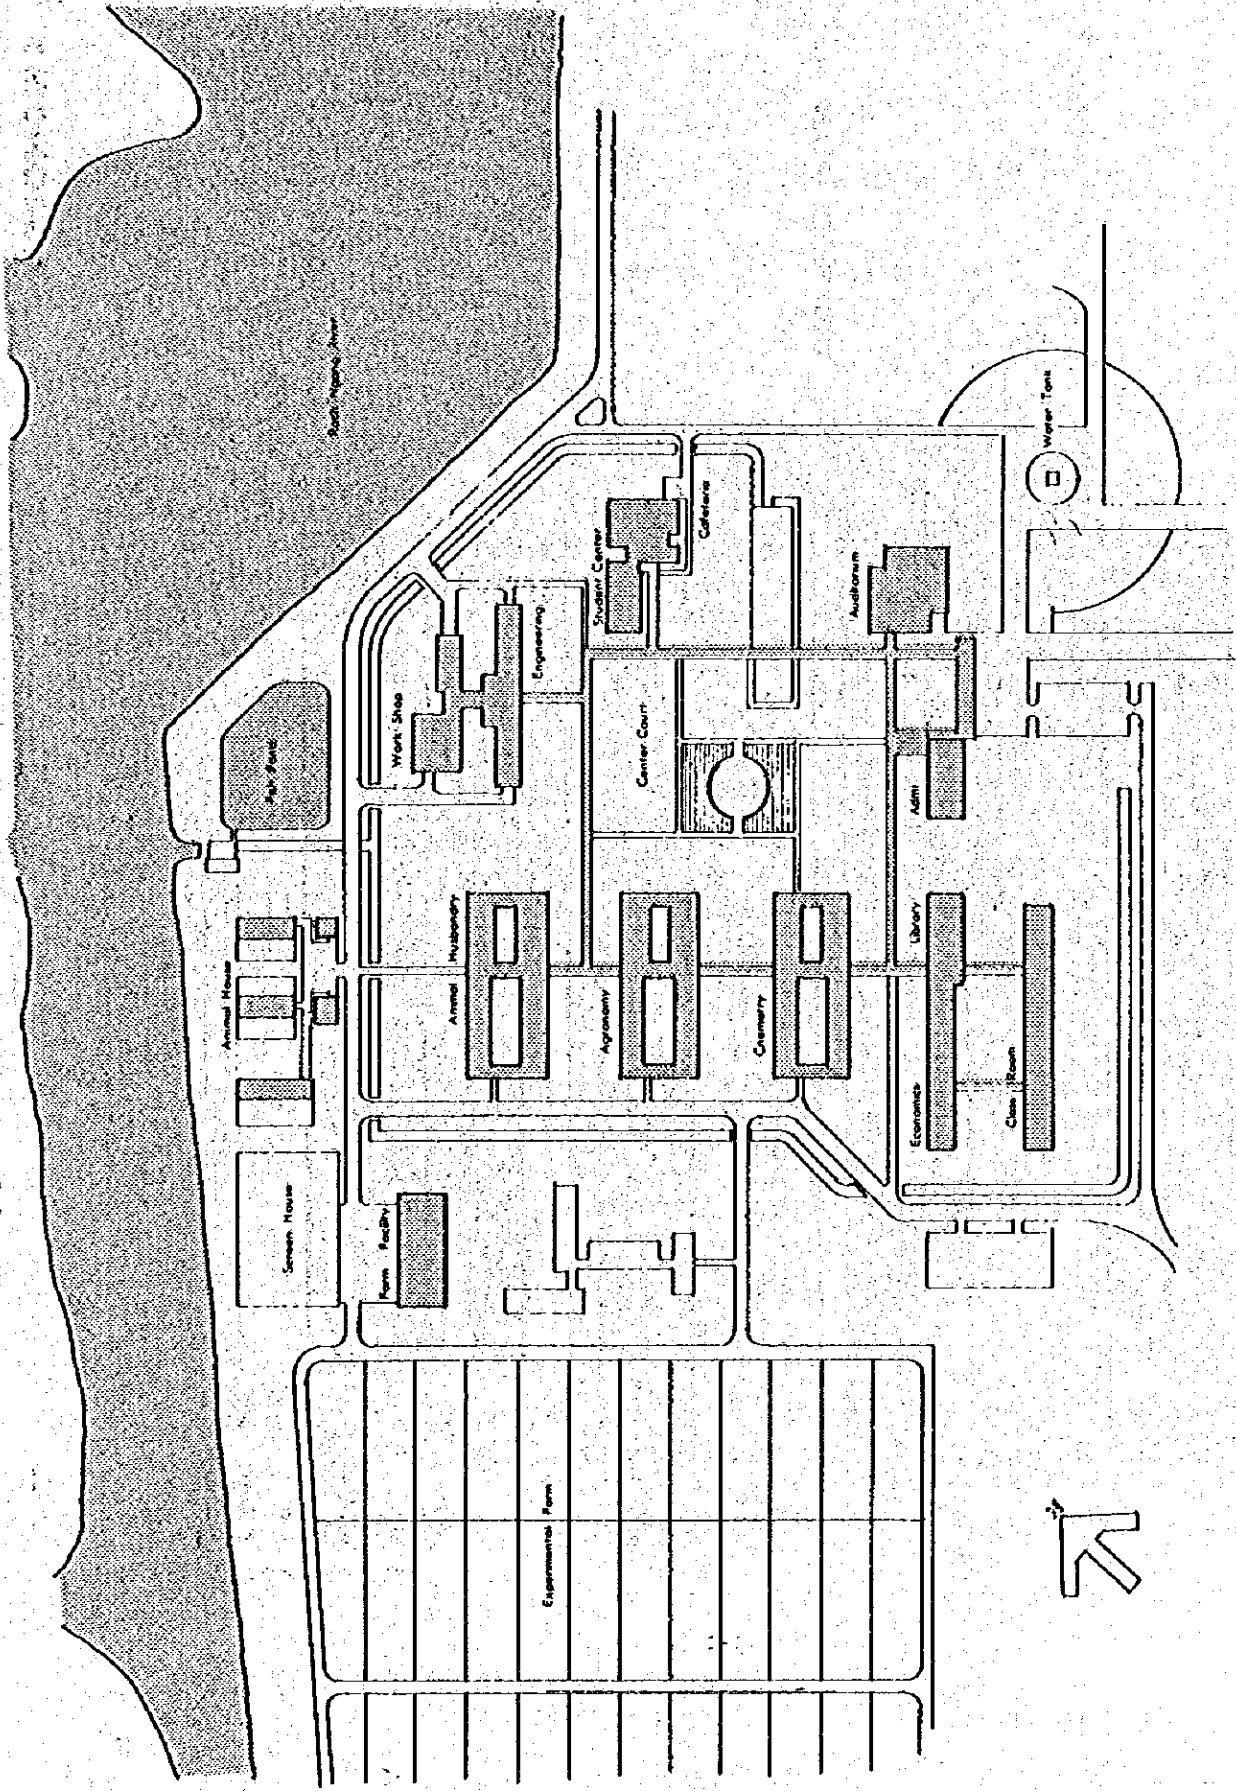 Water Tank
Cafeteria
Student Center
Auditorium
Engineering
Work Shop
Center Court
Admi
Fish Pond
Library
Animal Husbandry
Animal House
Agronomy
Chemistry
Class Room
Economics
Screen House
Farm Facility
Experimental Farm